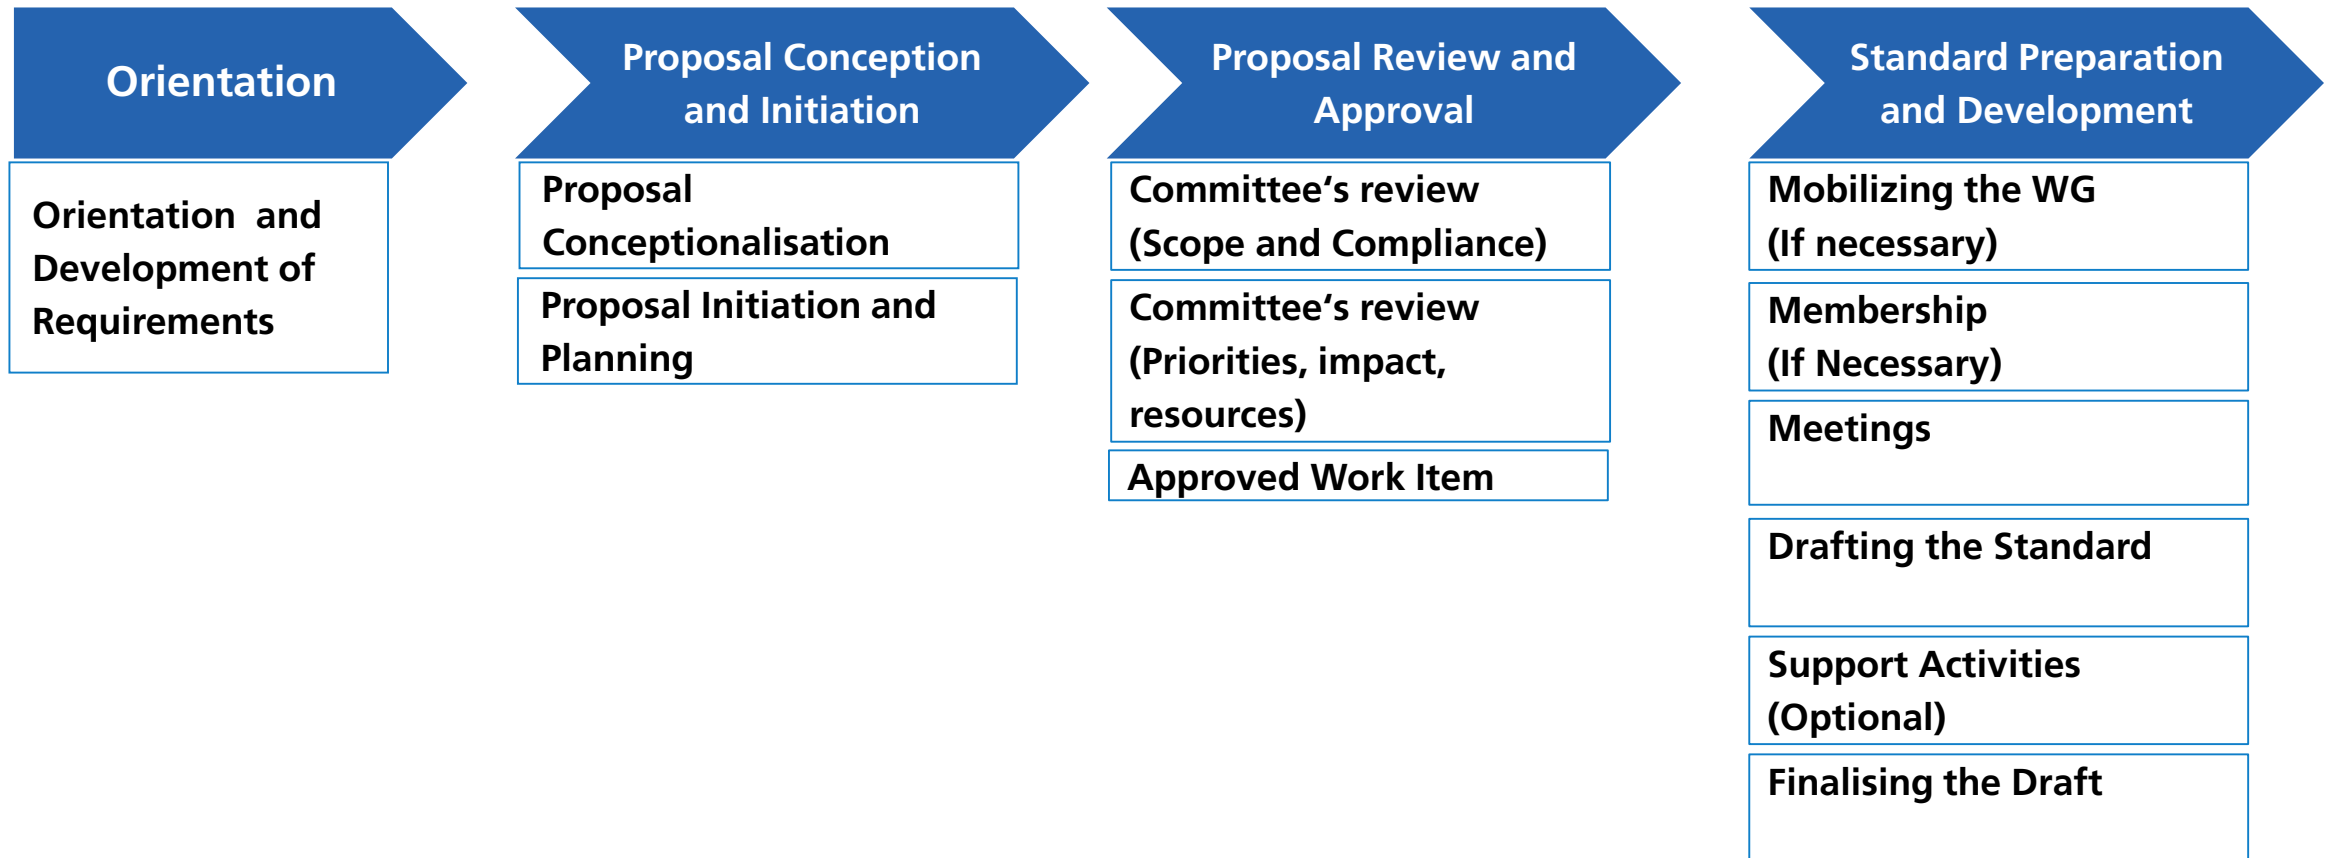 Orientation
Orientation and
Development of
Requirements
Proposal Conception
and Initiation
Proposal
Conceptionalisation
Proposal Initiation and
Planning
Proposal Review and
Approval
Committee‘s review
(Scope and Compliance)
Committee‘s review
(Priorities, impact,
resources)
Approved Work Item
Standard Preparation
and Development
Mobilizing the WG
(If necessary)
Membership
(If Necessary)
Meetings
Drafting the Standard
Support Activities
(Optional)
Finalising the Draft